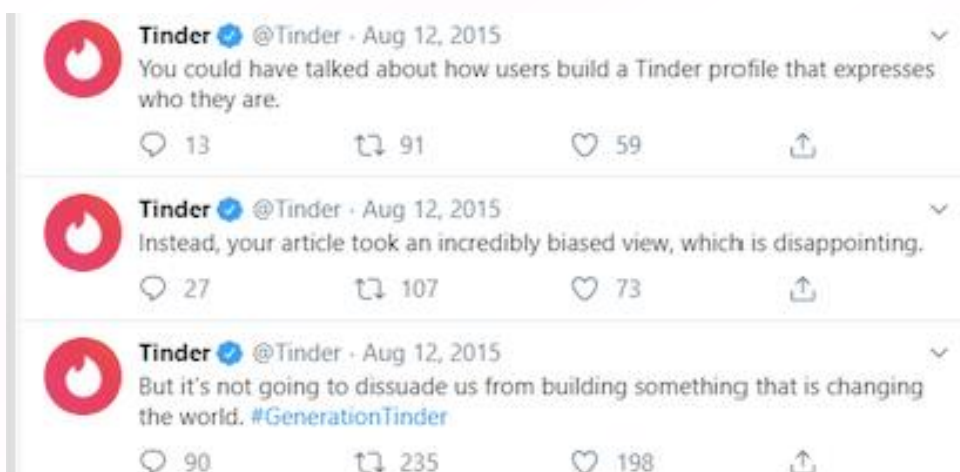 Tinder @Tinder · Aug 12, 2015
You could have talked about how users build a Tinder profile that expresses
who they are.
13 91 59
Tinder @Tinder · Aug 12, 2015
Instead, your article took an incredibly biased view, which is disappointing.
27 107 73
Tinder @Tinder · Aug 12, 2015
But it's not going to dissuade us from building something that is changing
the world. #GenerationTinder
90 235 198